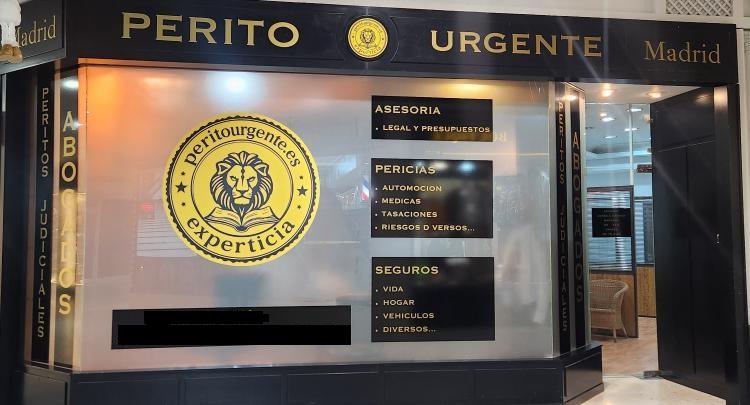 Madrid
PERITO
URGENTE
Madrid
PERITOS JUDICIALES
ABOGADOS
peritourgente.es
experticia
ASESORIA
• LEGAL Y PRESUPUESTOS
PERICIAS
• AUTOMOCION
• MEDICAS
• TASACIONES
• RIESGOS D VERSOS...
SEGUROS
• VIDA
• HOGAR
• VEHICULOS
• DIVERSOS...
PERITOS JUDICIALES
ABOGADOS